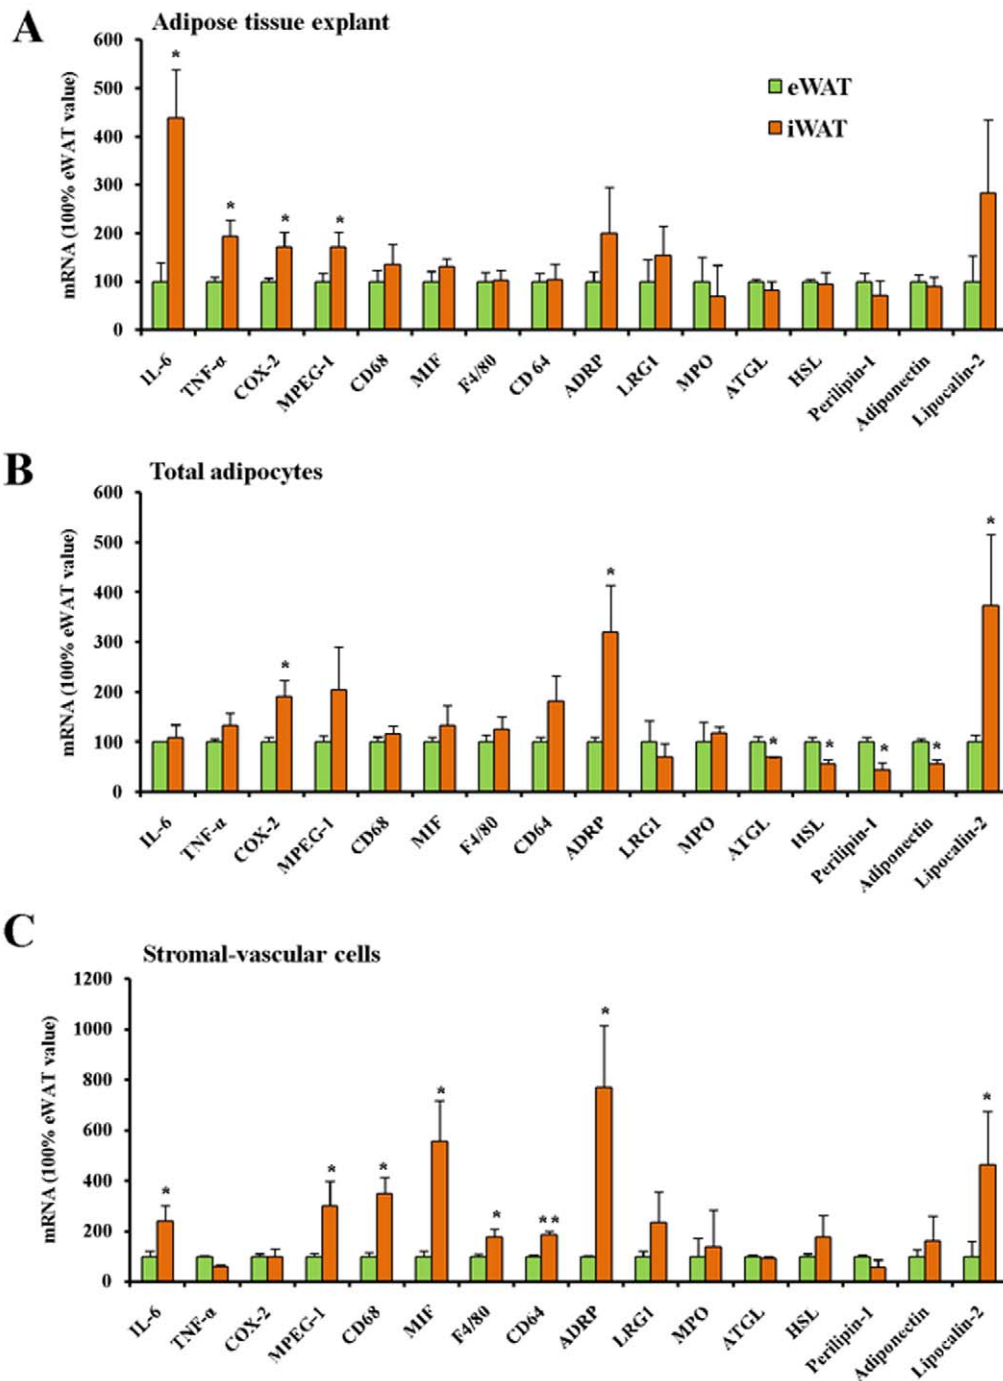 A
Adipose tissue explant
mRNA (100% eWAT value)
600
500
400
300
200
100
0
eWAT
iWAT
*
*
*
*
IL-6
TNF-α
COX-2
MPEG-1
CD68
MIF
F4/80
CD 64
ADRP
LRG1
MPO
ATGL
HSL
Perilipin-1
Adiponectin
Lipocalin-2
B
Total adipocytes
mRNA (100% eWAT value)
600
500
400
300
200
100
0
*
*
*
*
*
*
*
IL-6
TNF-α
COX-2
MPEG-1
CD68
MIF
F4/80
CD64
ADRP
LRG1
MPO
ATGL
HSL
Perilipin-1
Adiponectin
Lipocalin-2
C
Stromal-vascular cells
mRNA (100% eWAT value)
1200
1000
800
600
400
200
0
*
*
*
*
*
**
*
*
IL-6
TNF-α
COX-2
MPEG-1
CD68
MIF
F4/80
CD64
ADRP
LRG1
MPO
ATGL
HSL
Perilipin-1
Adiponectin
Lipocalin-2